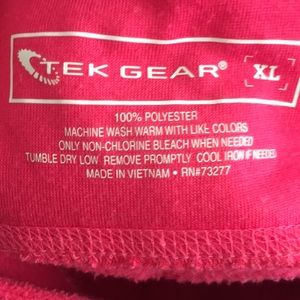 TEK GEAR® XL
100% POLYESTER
MACHINE WASH WARM WITH LIKE COLORS
ONLY NON-CHLORINE BLEACH WHEN NEEDED
TUMBLE DRY LOW REMOVE PROMPTLY COOL IRON IF NEEDED
MADE IN VIETNAM • RN#73277